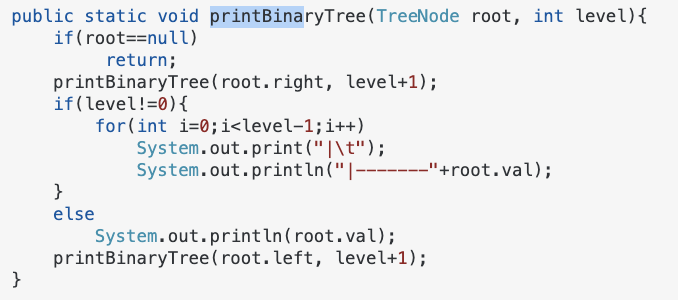 public static void printBinaryTree(TreeNode root, int level){
    if(root==null)
         return;
    printBinaryTree(root.right, level+1);
    if(level!=0){
        for(int i=0;i<level-1;i++)
            System.out.print("|\t");
            System.out.println("|-------"+root.val);
    }
    else
        System.out.println(root.val);
    printBinaryTree(root.left, level+1);
}